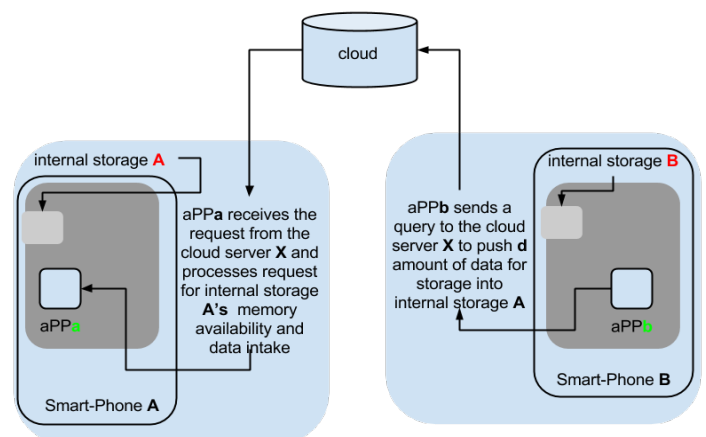 cloud
internal storage A
aPPa receives the
request from the
cloud server X and
processes request
for internal storage
A's memory
availability and
data intake
aPPa
Smart-Phone A
internal storage B
aPPb sends a
query to the cloud
server X to push d
amount of data for
storage into
internal storage A
aPPb
Smart-Phone B